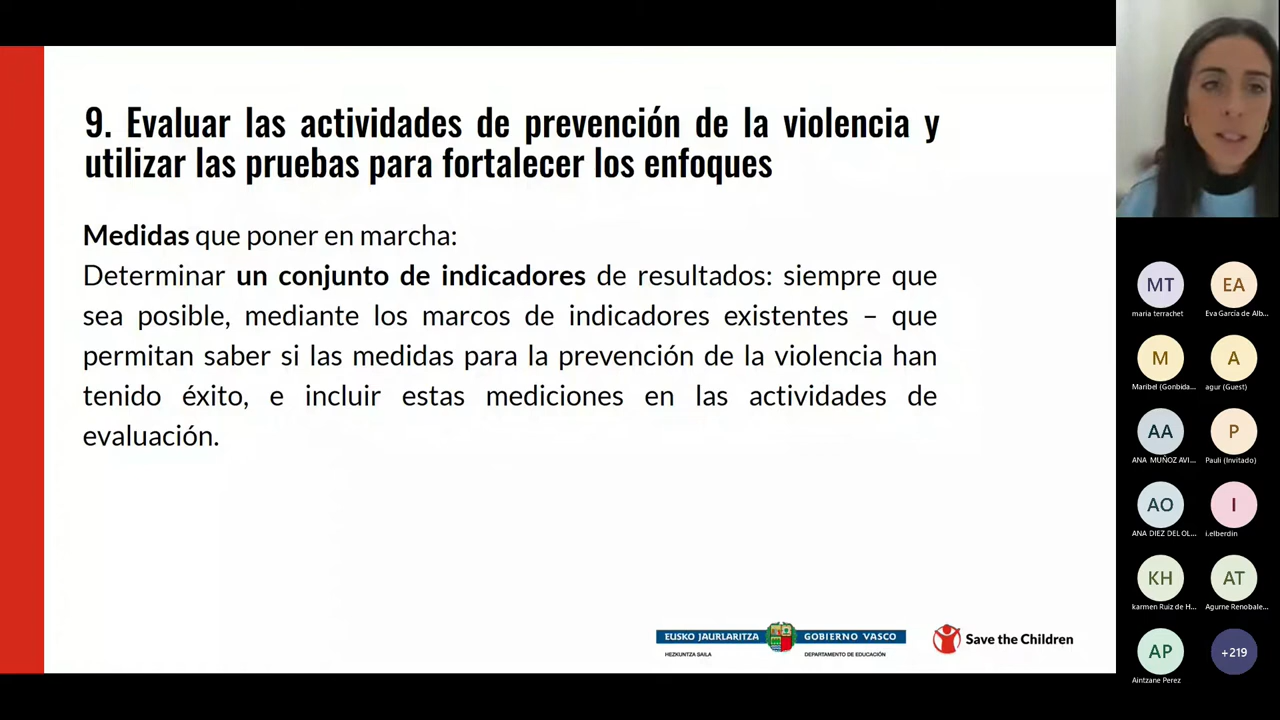 9. Evaluar las actividades de prevención de la violencia y
utilizar las pruebas para fortalecer los enfoques
Medidas que poner en marcha:
Determinar un conjunto de indicadores de resultados: siempre que
sea posible, mediante los marcos de indicadores existentes – que
permitan saber si las medidas para la prevención de la violencia han
tenido éxito, e incluir estas mediciones en las actividades de
evaluación.
EUSKO JAURLARITZA
GOBIERNO VASCO
HEZKUNTZA SAILA
DEPARTAMENTO DE EDUCACIÓN
Save the Children
MT
EA
maria terrachet
Eva García de Alb...
M
A
Maribel (Gonbida...
agur (Guest)
AA
P
ANA MUÑOZ AVI...
Pauli (Invitado)
AO
I
ANA DIEZ DEL OL...
i.elberdin
KH
AT
karmen Ruiz de H...
Agurne Renobale...
AP
+219
Aintzane Perez